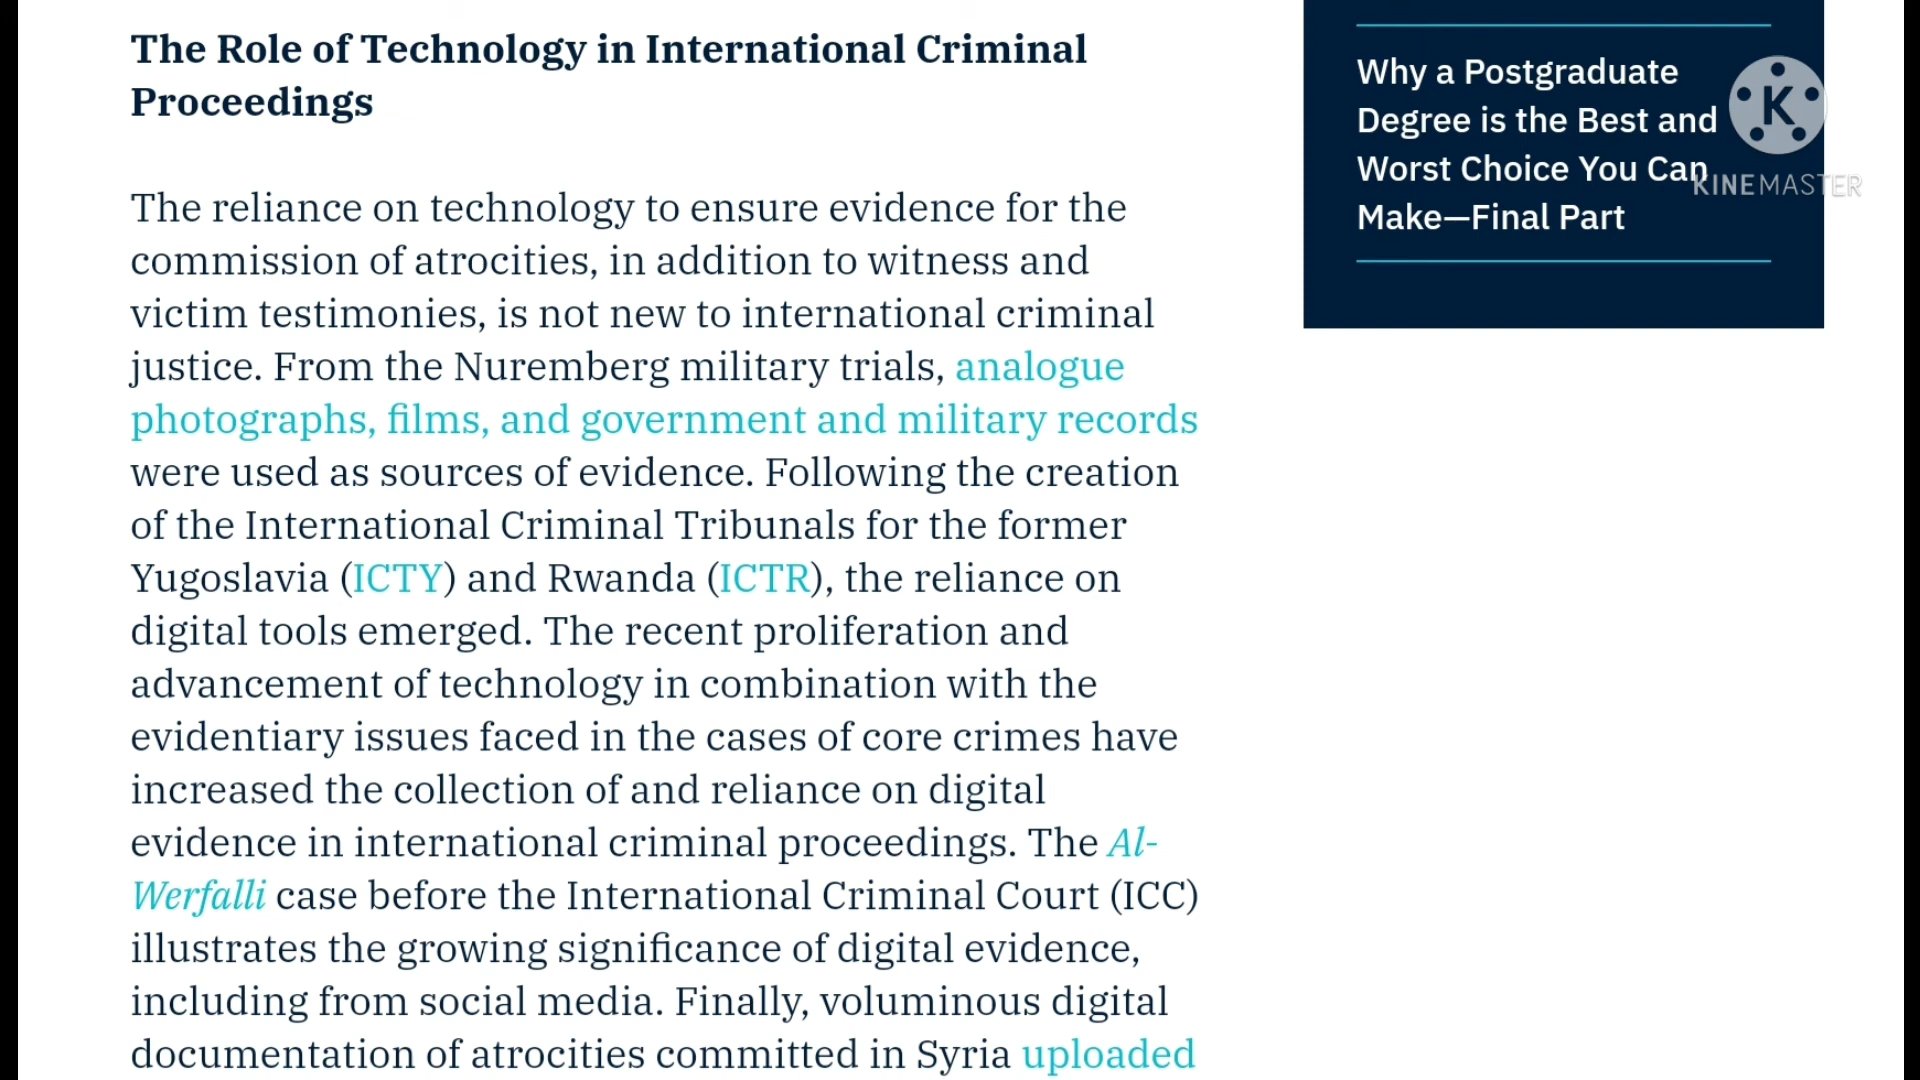 The Role of Technology in International Criminal
Proceedings
The reliance on technology to ensure evidence for the
commission of atrocities, in addition to witness and
victim testimonies, is not new to international criminal
justice. From the Nuremberg military trials, analogue
photographs, films, and government and military records
were used as sources of evidence. Following the creation
of the International Criminal Tribunals for the former
Yugoslavia (ICTY) and Rwanda (ICTR), the reliance on
digital tools emerged. The recent proliferation and
advancement of technology in combination with the
evidentiary issues faced in the cases of core crimes have
increased the collection of and reliance on digital
evidence in international criminal proceedings. The Al-
Werfalli case before the International Criminal Court (ICC)
illustrates the growing significance of digital evidence,
including from social media. Finally, voluminous digital
documentation of atrocities committed in Syria uploaded
Why a Postgraduate
Degree is the Best and
Worst Choice You Can
Make—Final Part
K
KINEMASTER